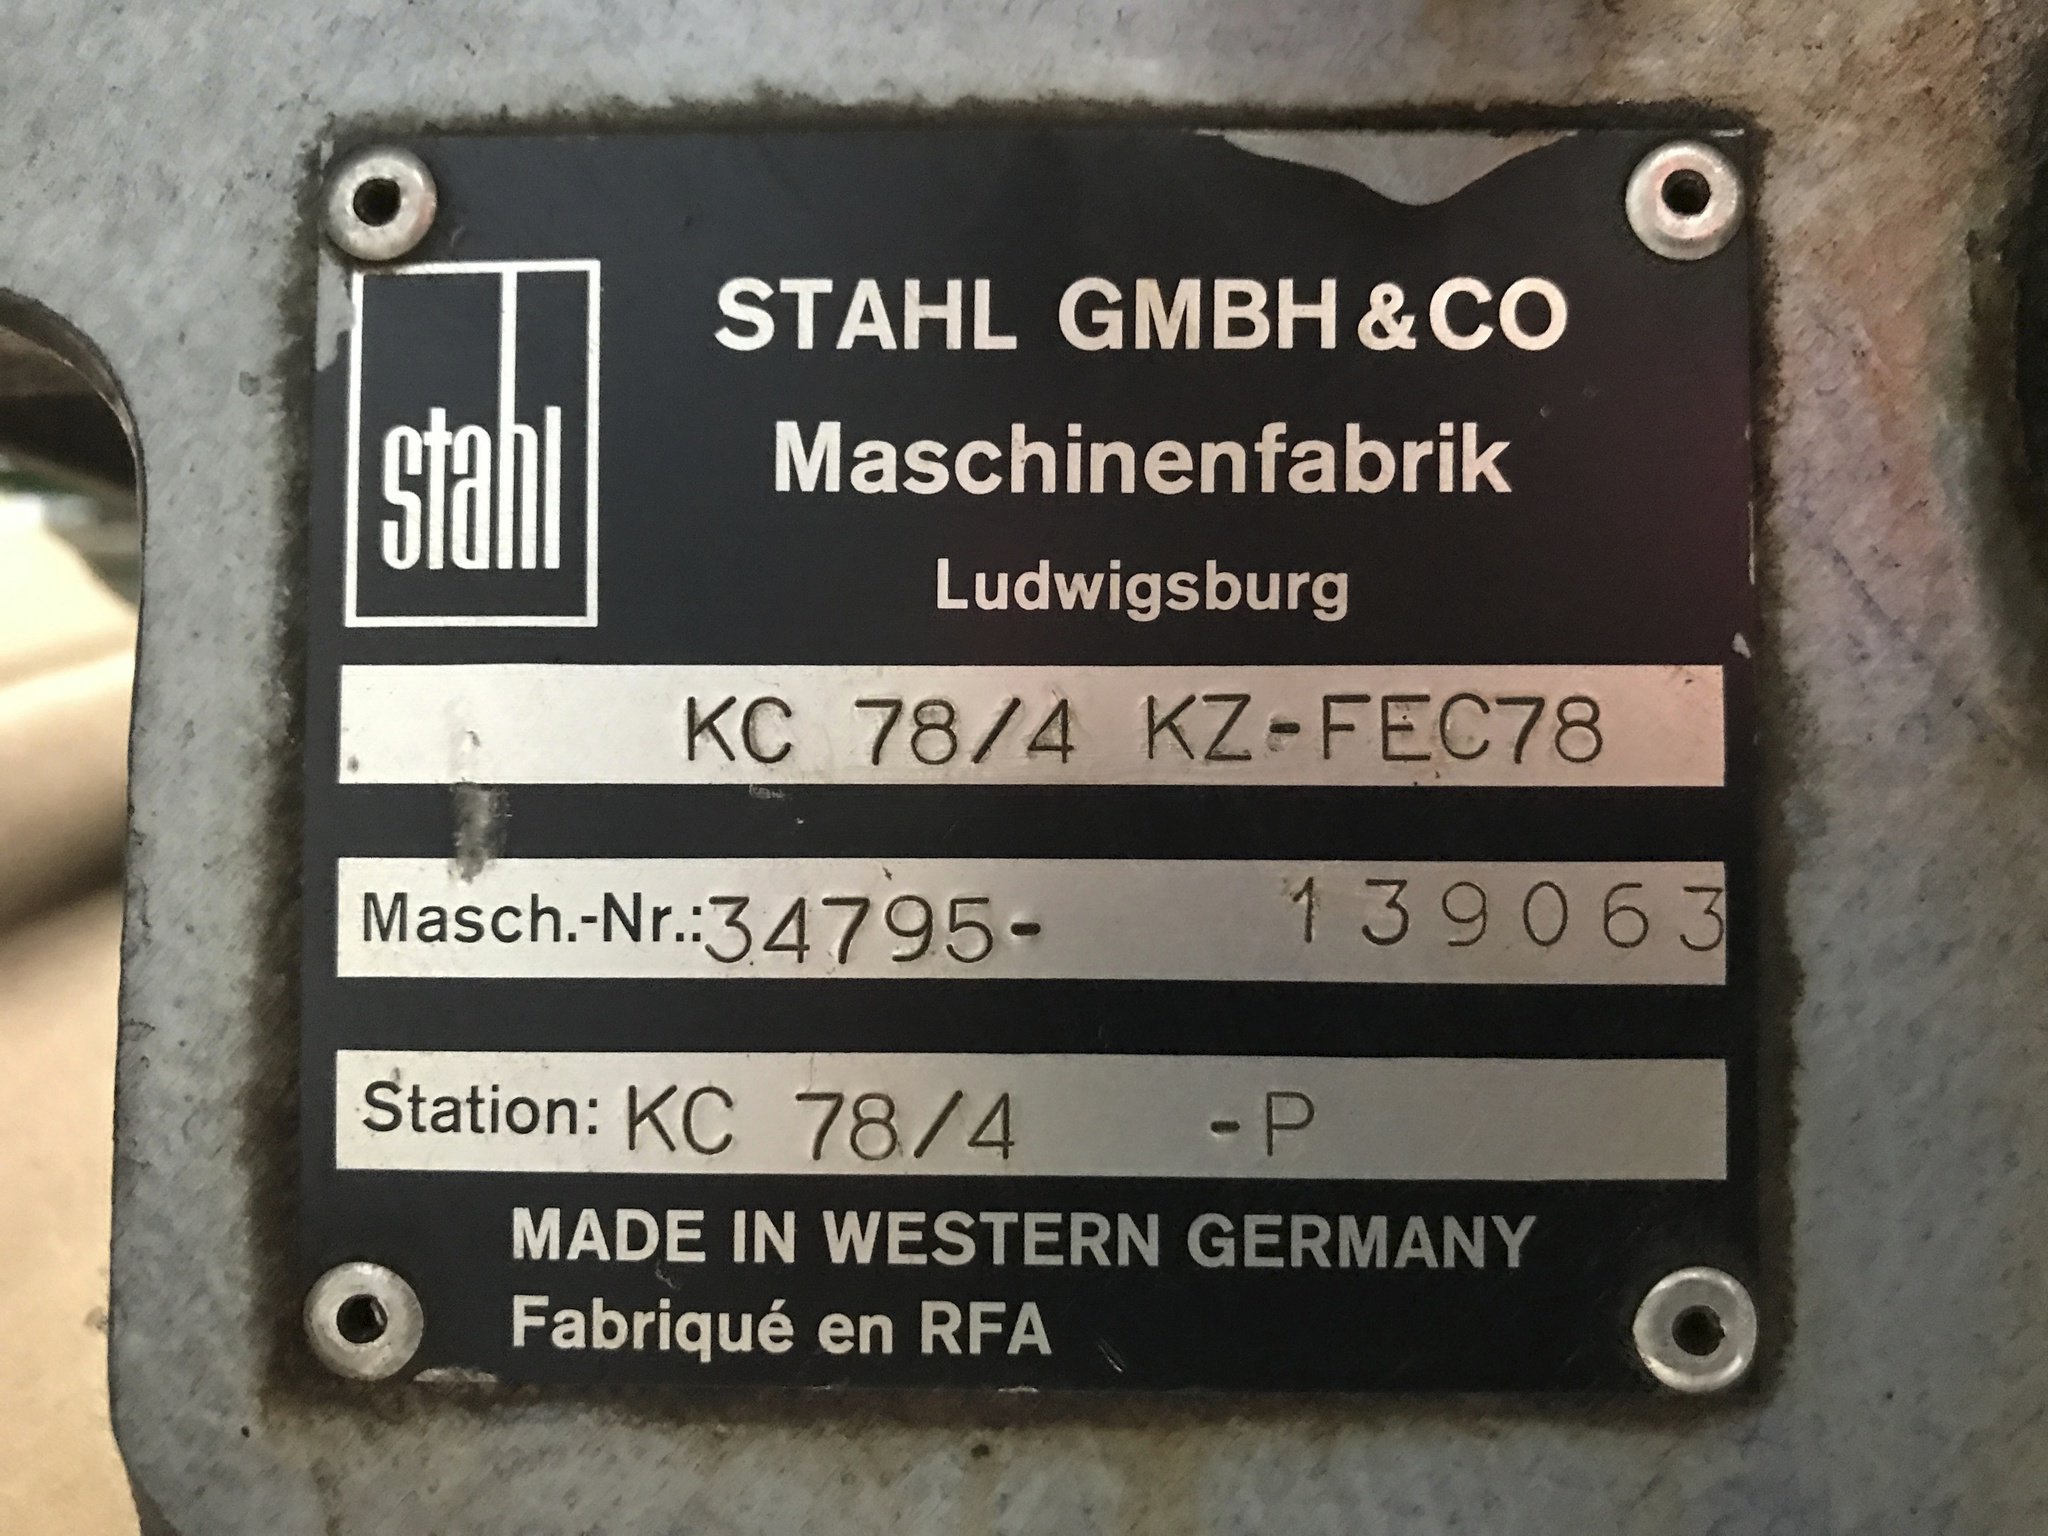 stahl
STAHL GMBH & CO
Maschinenfabrik
Ludwigsburg
KC 78/4 KZ-FEC78
Masch.-Nr.: 34795- 139063
Station: KC 78/4 -P
MADE IN WESTERN GERMANY
Fabriqué en RFA